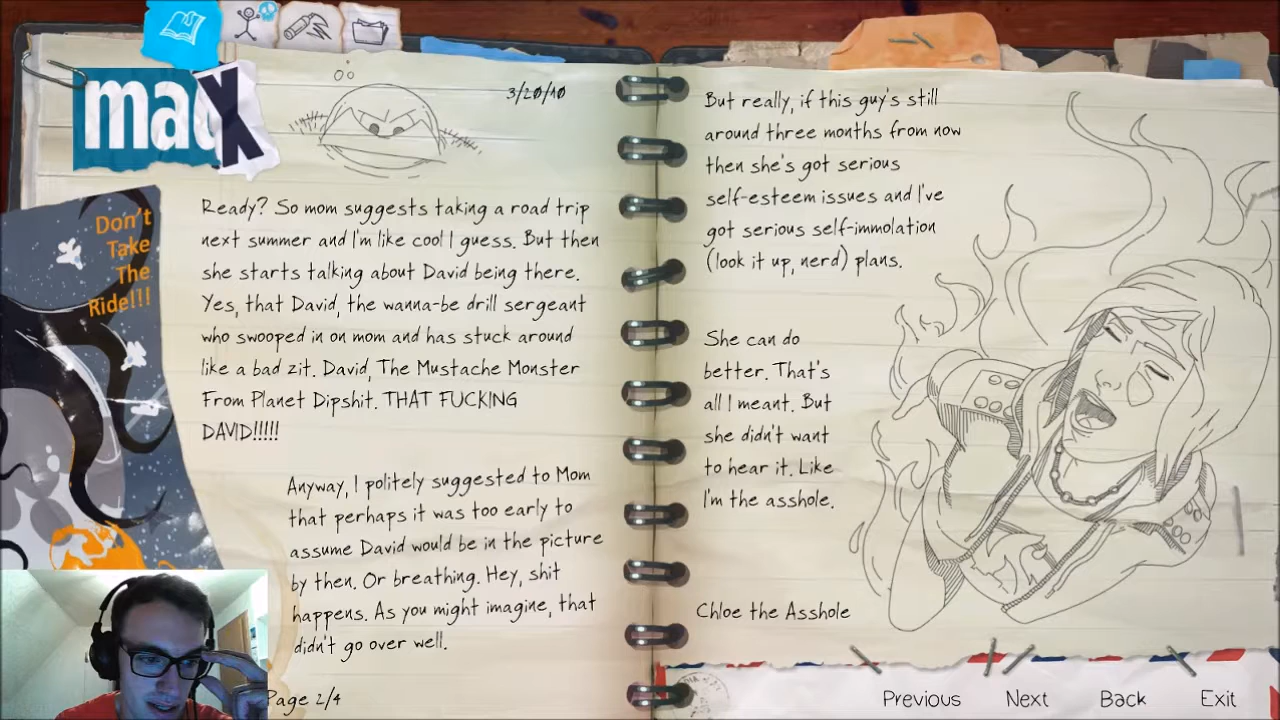 madX
3/20/10
Don't
Take
The
Ride!!!
Ready? So mom suggests taking a road trip
next summer and I'm like cool I guess. But then
she starts talking about David being there.
Yes, that David, the wanna-be drill sergeant
who swooped in on mom and has stuck around
like a bad zit. David, The Mustache Monster
From Planet Dipshit. THAT FUCKING
DAVID!!!!!
Anyway, I politely suggested to Mom
that perhaps it was too early to
assume David would be in the picture
by then. Or breathing. Hey, shit
happens. As you might imagine, that
didn't go over well.
Page 2/4
But really, if this guy's still
around three months from now
then she's got serious
self-esteem issues and I've
got serious self-immolation
(look it up, nerd) plans.
She can do
better. That's
all I meant. But
she didn't want
to hear it. Like
I'm the asshole.
Chloe the Asshole
Previous Next Back Exit